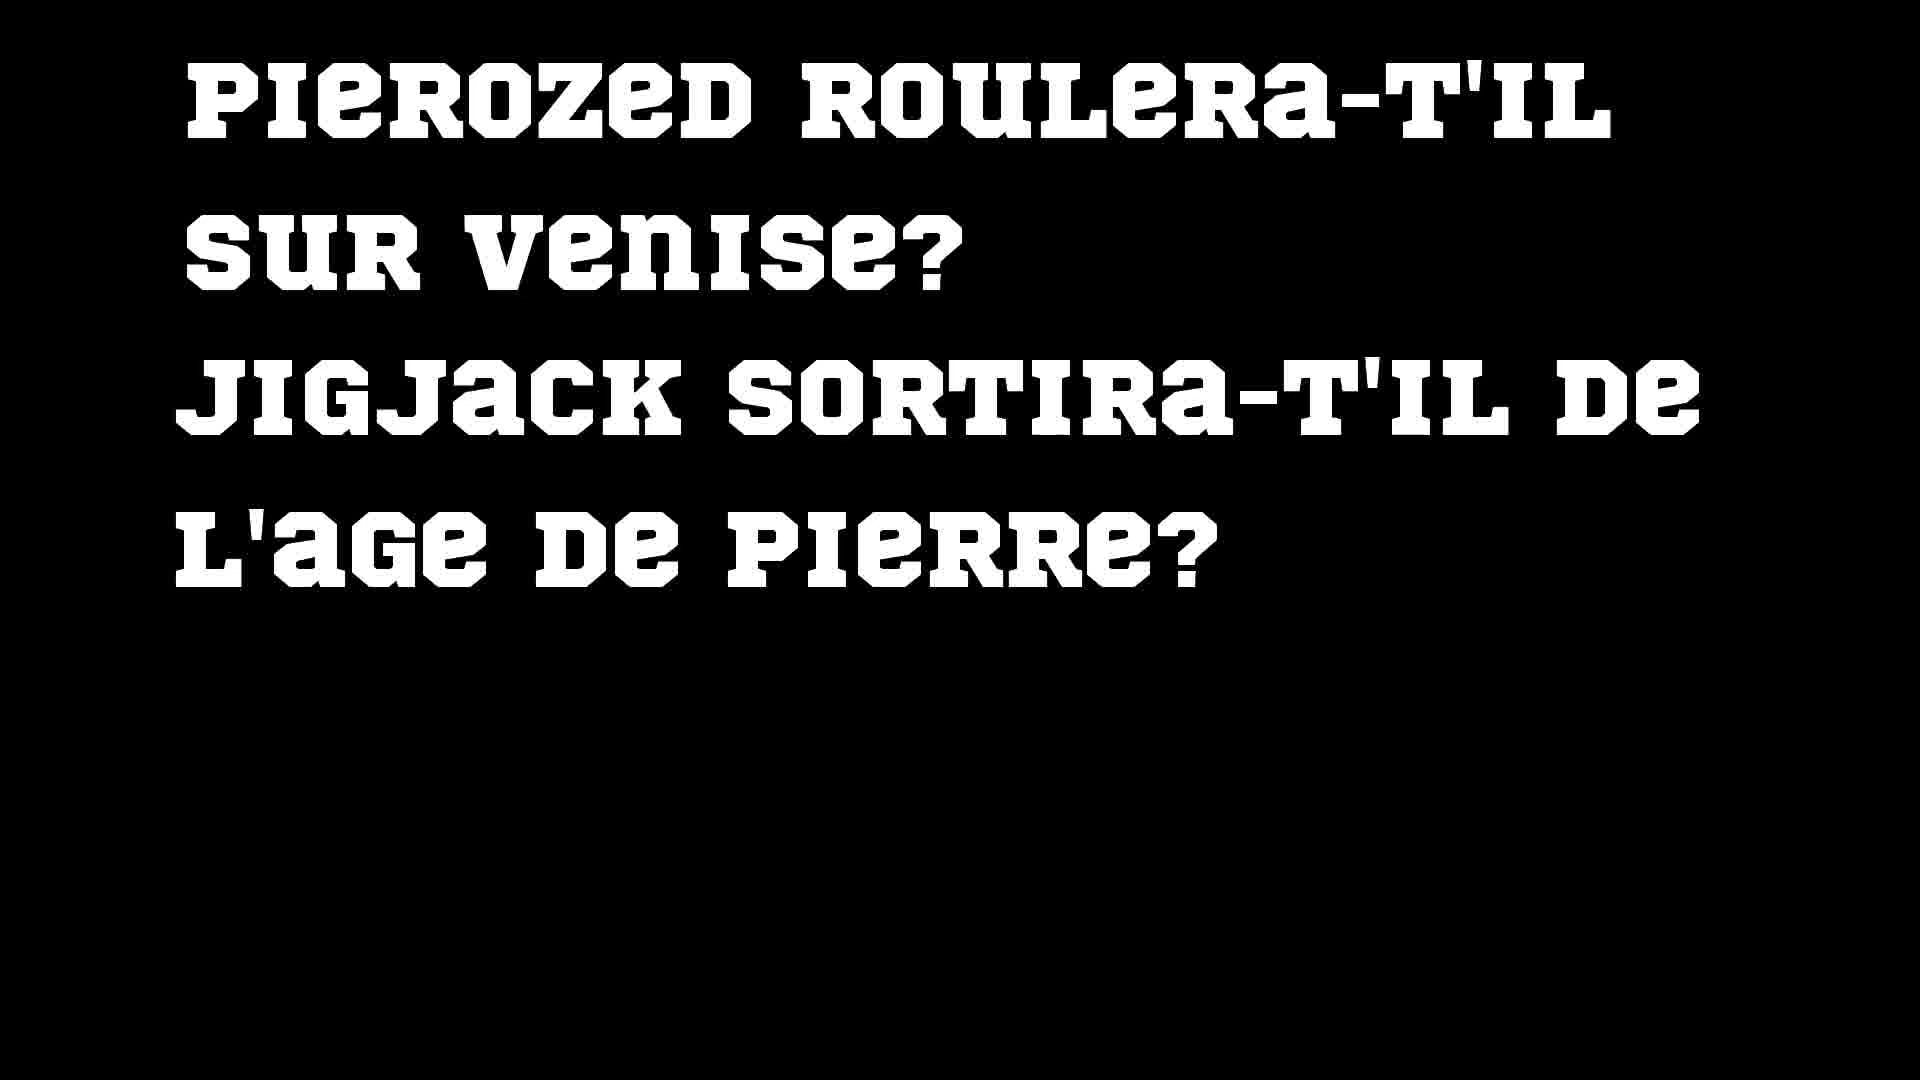 PIEROZED ROULERA-T'IL
SUR VENISE?
JIGJACK SORTIRA-T'IL DE
L'AGE DE PIERRE?